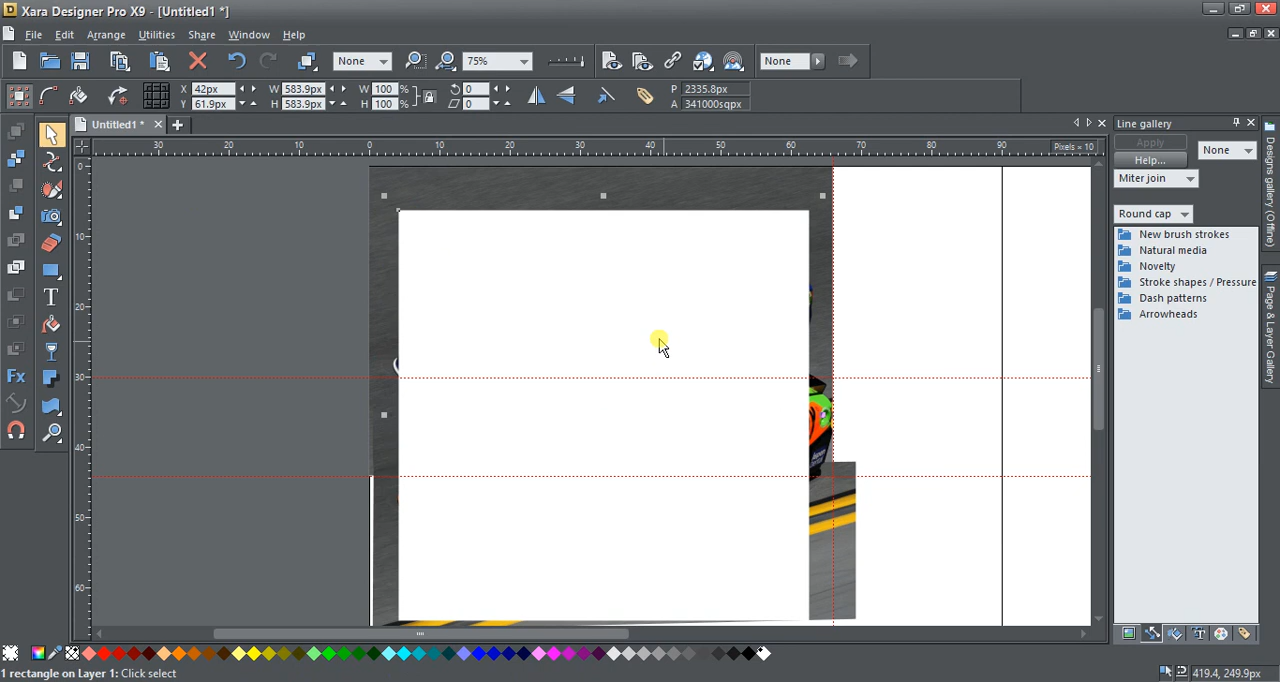 Xara Designer Pro X9 - [Untitled1 *]
File Edit Arrange Utilities Share Window Help
None 75% None
X 42px W 583.9px W 100 % 0 P 2335.8px
Y 61.9px H 583.9px H 100 % 0 A 341000sqpx
Untitled1 *
Line gallery
30 20 10 0 10 20 30 40 50 60 70 80 90 Pixels × 10
Apply None
Help...
Miter join
Round cap
New brush strokes
Natural media
Novelty
Stroke shapes / Pressure
Dash patterns
Arrowheads
Designs gallery (Offline)
Page & Layer Gallery
0
10
20
30
40
50
60
T
Fx
1 rectangle on Layer 1: Click select
419.4, 249.9px